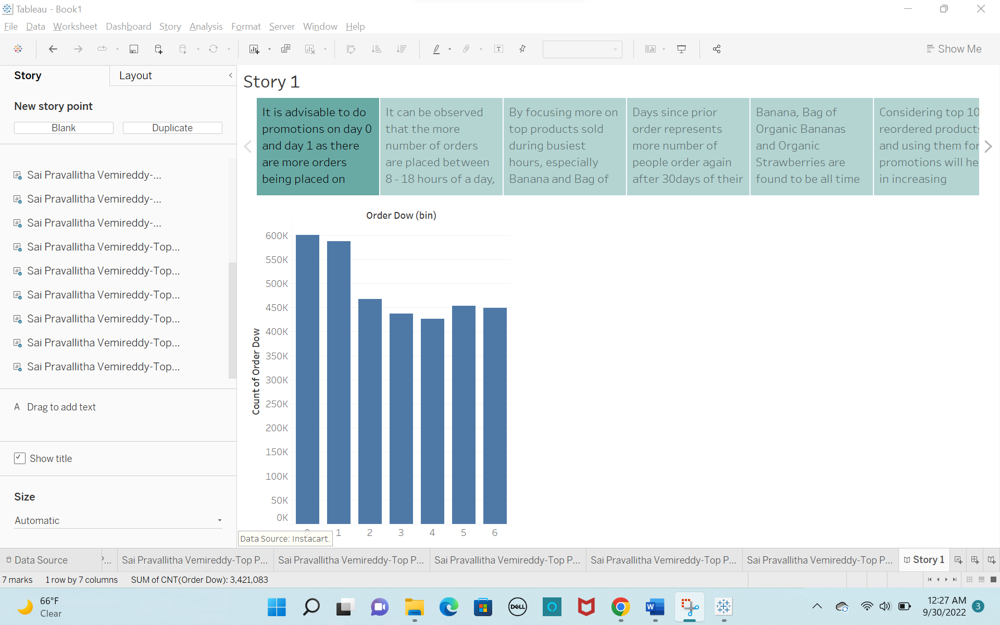 Tableau - Book1
File Data Worksheet Dashboard Story Analysis Format Server Window Help
Show Me
Story
Layout
New story point
Blank
Duplicate
Sai Pravallitha Vemireddy-...
Sai Pravallitha Vemireddy-...
Sai Pravallitha Vemireddy-...
Sai Pravallitha Vemireddy-Top...
Sai Pravallitha Vemireddy-Top...
Sai Pravallitha Vemireddy-Top...
Sai Pravallitha Vemireddy-Top...
Sai Pravallitha Vemireddy-Top...
Sai Pravallitha Vemireddy-Top...
A Drag to add text
Show title
Size
Automatic
Story 1
It is advisable to do
promotions on day 0
and day 1 as there
are more orders
being placed on
It can be observed
that the more
number of orders
are placed between
8 - 18 hours of a day,
By focusing more on
top products sold
during busiest
hours, especially
Banana and Bag of
Days since prior
order represents
more number of
people order again
after 30days of their
Banana, Bag of
Organic Bananas
and Organic
Strawberries are
found to be all time
Considering top 10
reordered products
and using them for
promotions will he
in increasing
Order Dow (bin)
Count of Order Dow
600K
550K
500K
450K
400K
350K
300K
250K
200K
150K
100K
50K
0K
0 1 2 3 4 5 6
Data Source: Instacart.
Data Source
Sai Pravallitha Vemireddy-Top P...
Sai Pravallitha Vemireddy-Top P...
Sai Pravallitha Vemireddy-Top P...
Sai Pravallitha Vemireddy-Top P...
Sai Pravallitha Vemireddy-Top P...
Story 1
7 marks 1 row by 7 columns SUM of CNT(Order Dow): 3,421,083
66°F
Clear
DELL
W
12:27 AM
9/30/2022
3